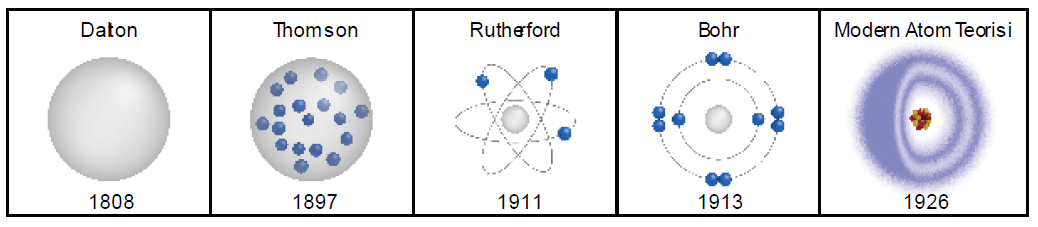 Dalton
Thomson
Rutherford
Bohr
Modern Atom Teorisi
1808
1897
1911
1913
1926